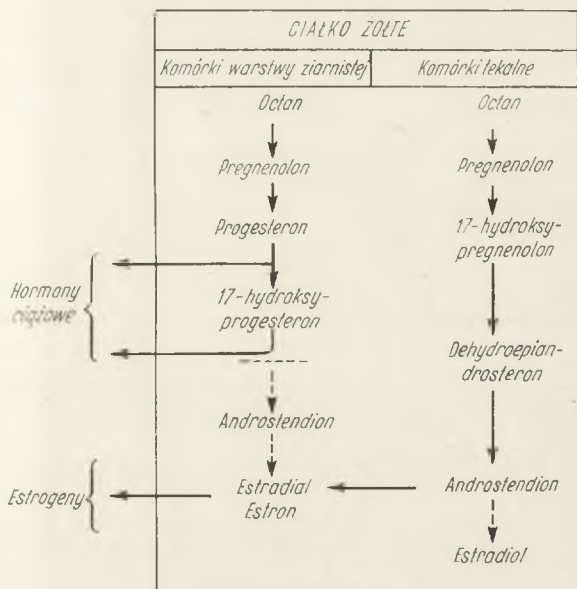 CIAŁKO ŻÓŁTE
Komórki warstwy ziarnistej
Komórki tekalne
Octan
Pregnenolon
Progesteron
17-hydroksy-
progesteron
Androstendion
Estradial
Estron
Octan
Pregnenolon
17-hydroksy-
pregnenolon
Dehydroepian-
drosteron
Androstendion
Estradiol
Hormony
ciążowe
Estrogeny